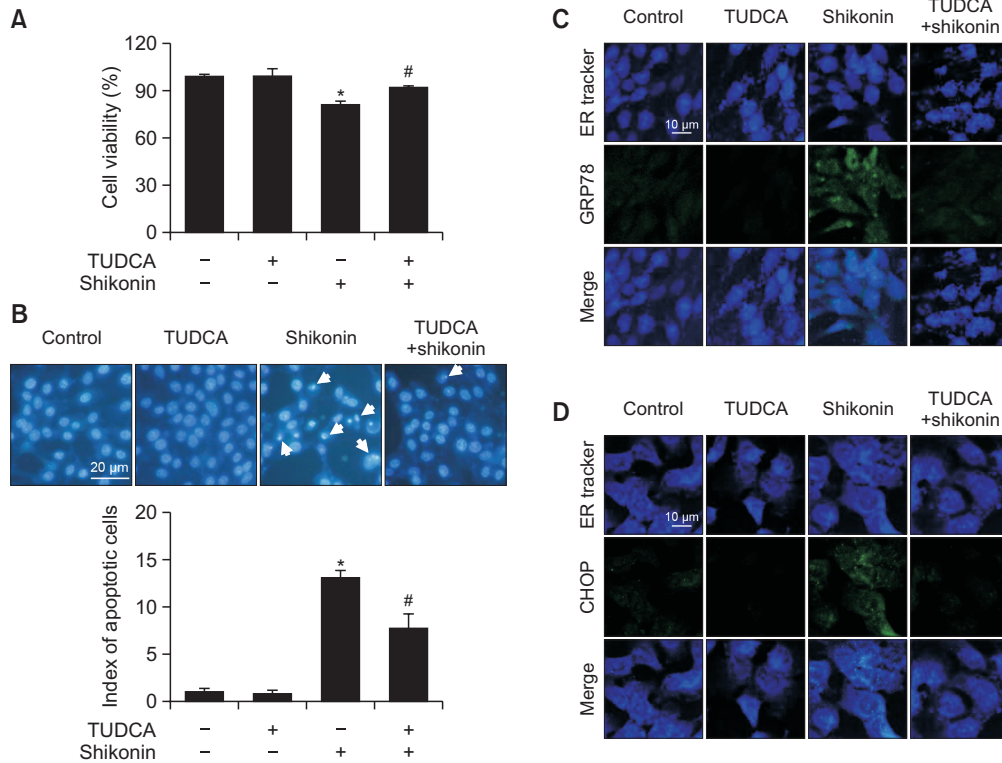 A
120
90
60
30
0
Cell viability (%)
*
#
TUDCA − + − +
Shikonin − − + +
B
Control TUDCA Shikonin TUDCA
+shikonin
20 µm
20
15
10
5
0
Index of apoptotic cells
*
#
TUDCA − + − +
Shikonin − − + +
C
Control TUDCA Shikonin TUDCA
+shikonin
ER tracker
10 µm
GRP78
Merge
D
Control TUDCA Shikonin TUDCA
+shikonin
ER tracker
10 µm
CHOP
Merge